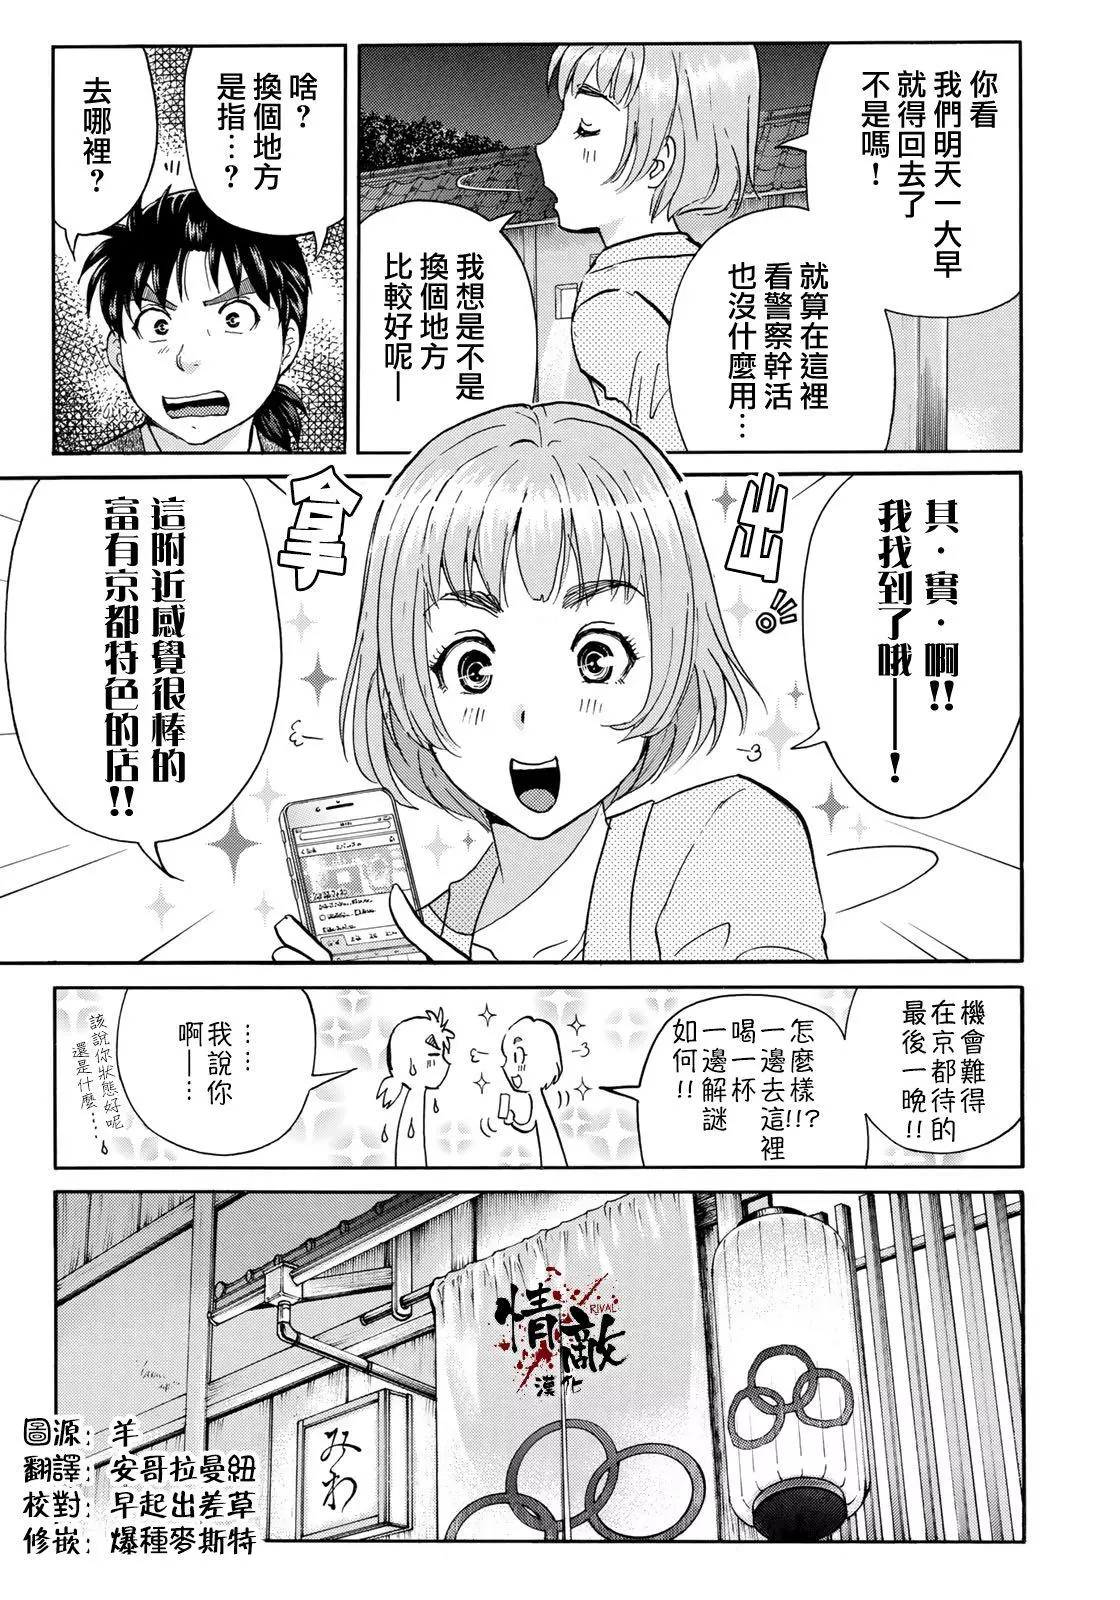 你看
我們明天一大早
就得回去了
不是嗎！
就算在這裡
看警察幹活
也沒什麼用…
我想是不是
換個地方
比較好呢—
啥？
換個地方
是指…？
去哪裡？
其・實・啊!!
我找到了哦——！
出
拿
這附近感覺很棒的
富有京都特色的店!!
機會難得
在京都待的
最後一晚!!
怎麼樣!!?
一邊去這裡
喝一杯
一邊解謎
如何!!
……
我說你
啊—…
該說你狀態好呢
還是什麼……
情敵
RIVAL
漢化
みわ
圖源：羊
翻譯：安哥拉曼紐
校對：早起出差草
修嵌：爆種麥斯特